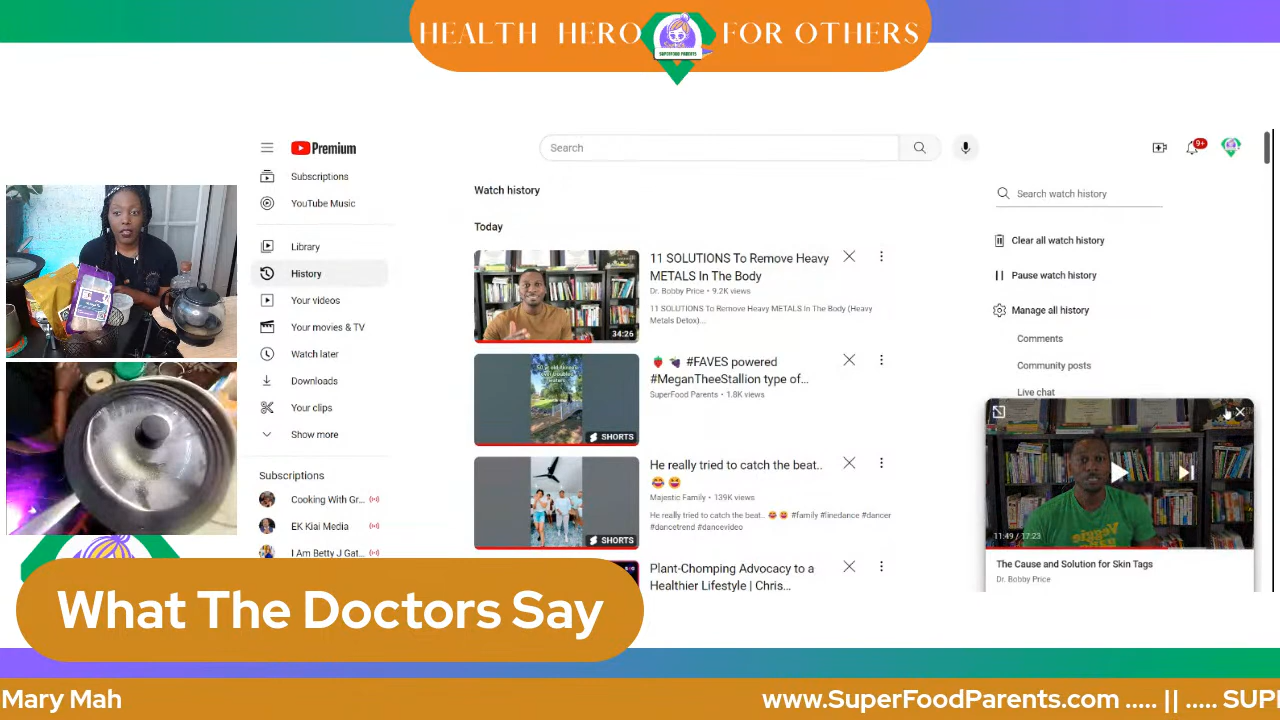 HEALTH HERO FOR OTHERS
SUPERFOOD PARENTS
Premium
Search
9+
Subscriptions
YouTube Music
Library
History
Your videos
Your movies & TV
Watch later
Downloads
Your clips
Show more
Subscriptions
Cooking With Gr...
EK Kiai Media
I Am Betty J Gat...
Watch history
Today
34:26
11 SOLUTIONS To Remove Heavy
METALS In The Body
Dr. Bobby Price • 9.2K views
11 SOLUTIONS To Remove Heavy METALS In The Body (Heavy
Metals Detox)...
SHORTS
🍓 🍇 #FAVES powered
#MeganTheeStallion type of...
SuperFood Parents • 1.8K views
SHORTS
He really tried to catch the beat..
😂 😆
Majestic Family • 139K views
He really tried to catch the beat.. 😂 😆 #family #linedance #dancer
#dancetrend #dancevideo
Plant-Chomping Advocacy to a
Healthier Lifestyle | Chris...
Search watch history
Clear all watch history
Pause watch history
Manage all history
Comments
Community posts
Live chat
11:49 / 17:23
The Cause and Solution for Skin Tags
Dr. Bobby Price
What The Doctors Say
Mary Mah
www.SuperFoodParents.com ..... || ..... SUP